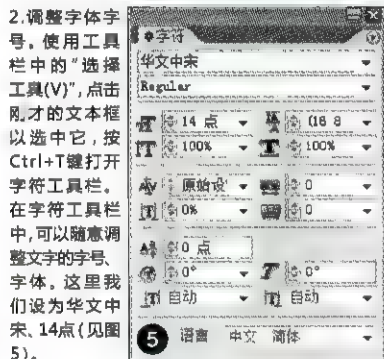 2.调整字体字
号。使用工具
栏中的“选择
工具(V)”,点击
刚才的文本框
以选中它，按
Ctrl+T键打开
字符工具栏。
在字符工具栏
中,可以随意调
整文字的字号、
字体。这里我
们设为华文中
宋、14点(见图
5)。
字符
华文中宋
Regular
14 点
100%
100%
原始设
0
0%
0
0 点
0°
0°
自动
自动
5
语言 中文 简体